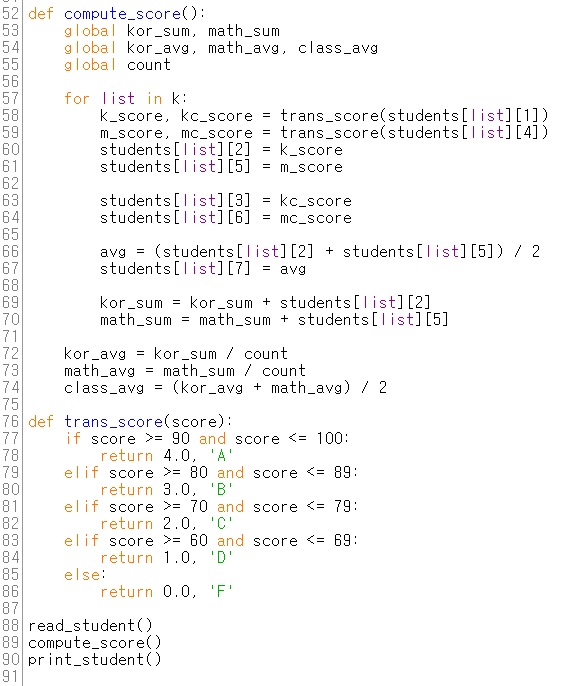 52 def compute_score():
53     global kor_sum, math_sum
54     global kor_avg, math_avg, class_avg
55     global count
56
57     for list in k:
58         k_score, kc_score = trans_score(students[list][1])
59         m_score, mc_score = trans_score(students[list][4])
60         students[list][2] = k_score
61         students[list][5] = m_score
62
63         students[list][3] = kc_score
64         students[list][6] = mc_score
65
66         avg = (students[list][2] + students[list][5]) / 2
67         students[list][7] = avg
68
69         kor_sum = kor_sum + students[list][2]
70         math_sum = math_sum + students[list][5]
71
72     kor_avg = kor_sum / count
73     math_avg = math_sum / count
74     class_avg = (kor_avg + math_avg) / 2
75
76 def trans_score(score):
77     if score >= 90 and score <= 100:
78         return 4.0, 'A'
79     elif score >= 80 and score <= 89:
80         return 3.0, 'B'
81     elif score >= 70 and score <= 79:
82         return 2.0, 'C'
83     elif score >= 60 and score <= 69:
84         return 1.0, 'D'
85     else:
86         return 0.0, 'F'
87
88 read_student()
89 compute_score()
90 print_student()
91